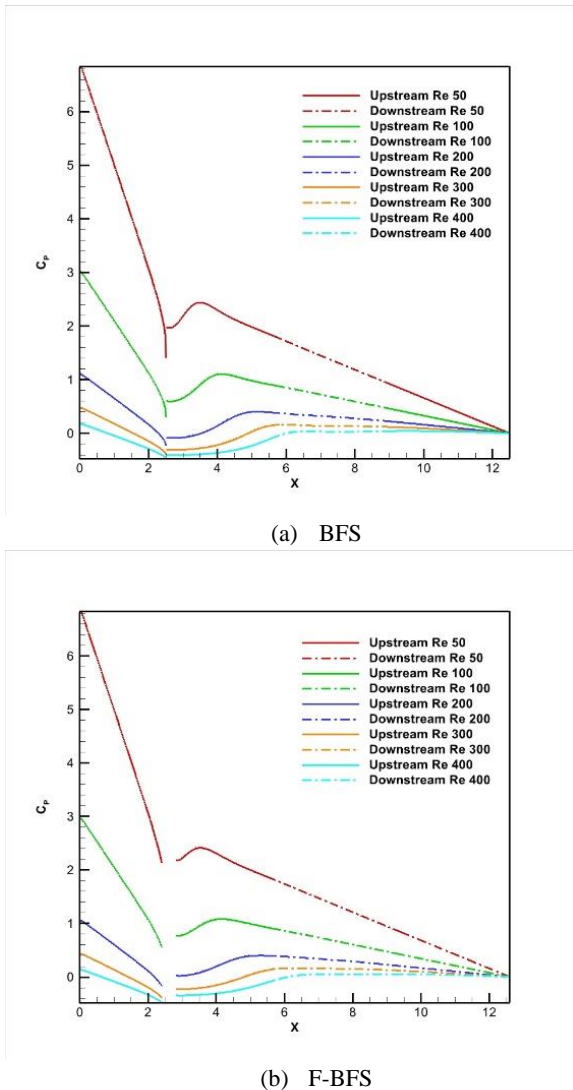 Upstream Re 50
Downstream Re 50
Upstream Re 100
Downstream Re 100
Upstream Re 200
Downstream Re 200
Upstream Re 300
Downstream Re 300
Upstream Re 400
Downstream Re 400
6
5
4
3
2
1
0
CP
0 2 4 6 8 10 12
X
(a) BFS
Upstream Re 50
Downstream Re 50
Upstream Re 100
Downstream Re 100
Upstream Re 200
Downstream Re 200
Upstream Re 300
Downstream Re 300
Upstream Re 400
Downstream Re 400
6
5
4
3
2
1
0
CP
0 2 4 6 8 10 12
X
(b) F-BFS